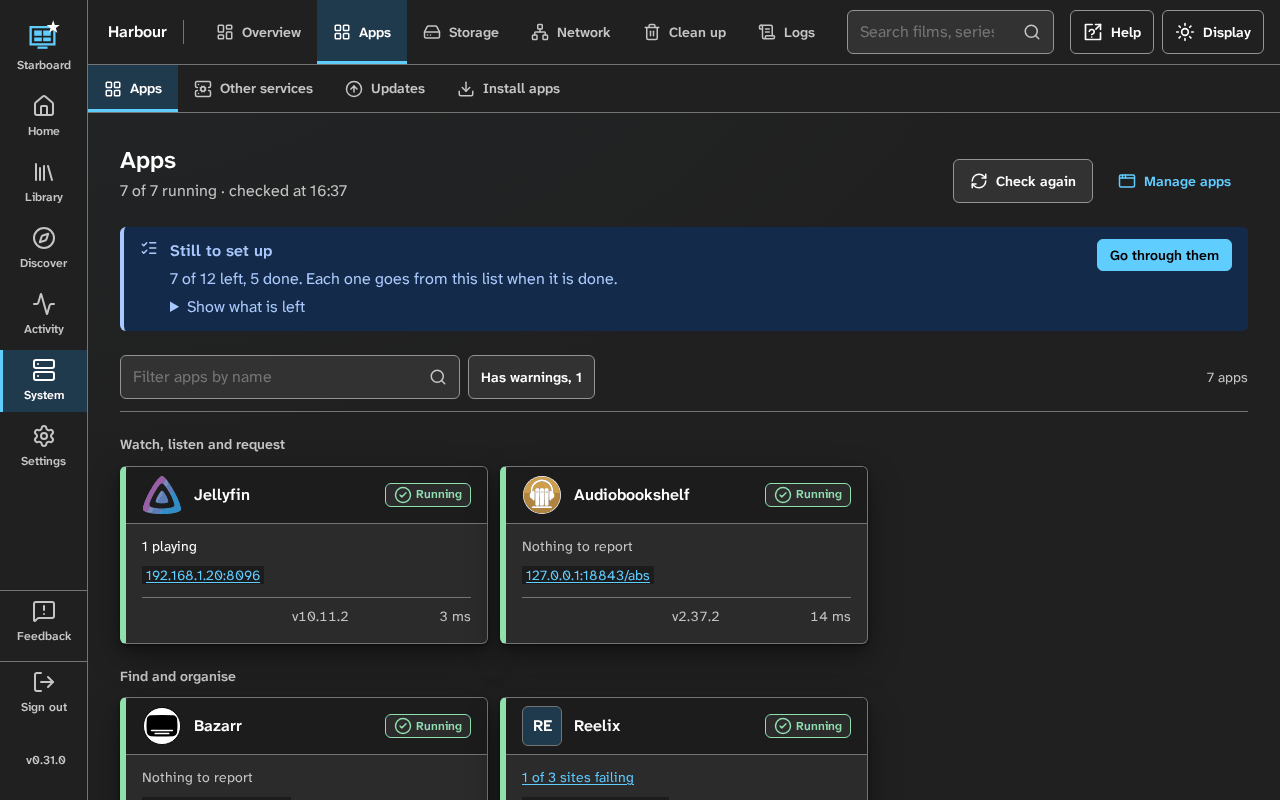 Starboard
Home
Library
Discover
Activity
System
Settings
Feedback
Sign out
v0.31.0
Harbour
Overview
Apps
Storage
Network
Clean up
Logs
Search films, series
Help
Display
Apps
Other services
Updates
Install apps
Apps
7 of 7 running · checked at 16:37
Check again
Manage apps
Still to set up
7 of 12 left, 5 done. Each one goes from this list when it is done.
Show what is left
Go through them
Filter apps by name
Has warnings, 1
7 apps
Watch, listen and request
Jellyfin
Running
1 playing
192.168.1.20:8096
v10.11.2
3 ms
Audiobookshelf
Running
Nothing to report
127.0.0.1:18843/abs
v2.37.2
14 ms
Find and organise
Bazarr
Running
Nothing to report
RE
Reelix
Running
1 of 3 sites failing